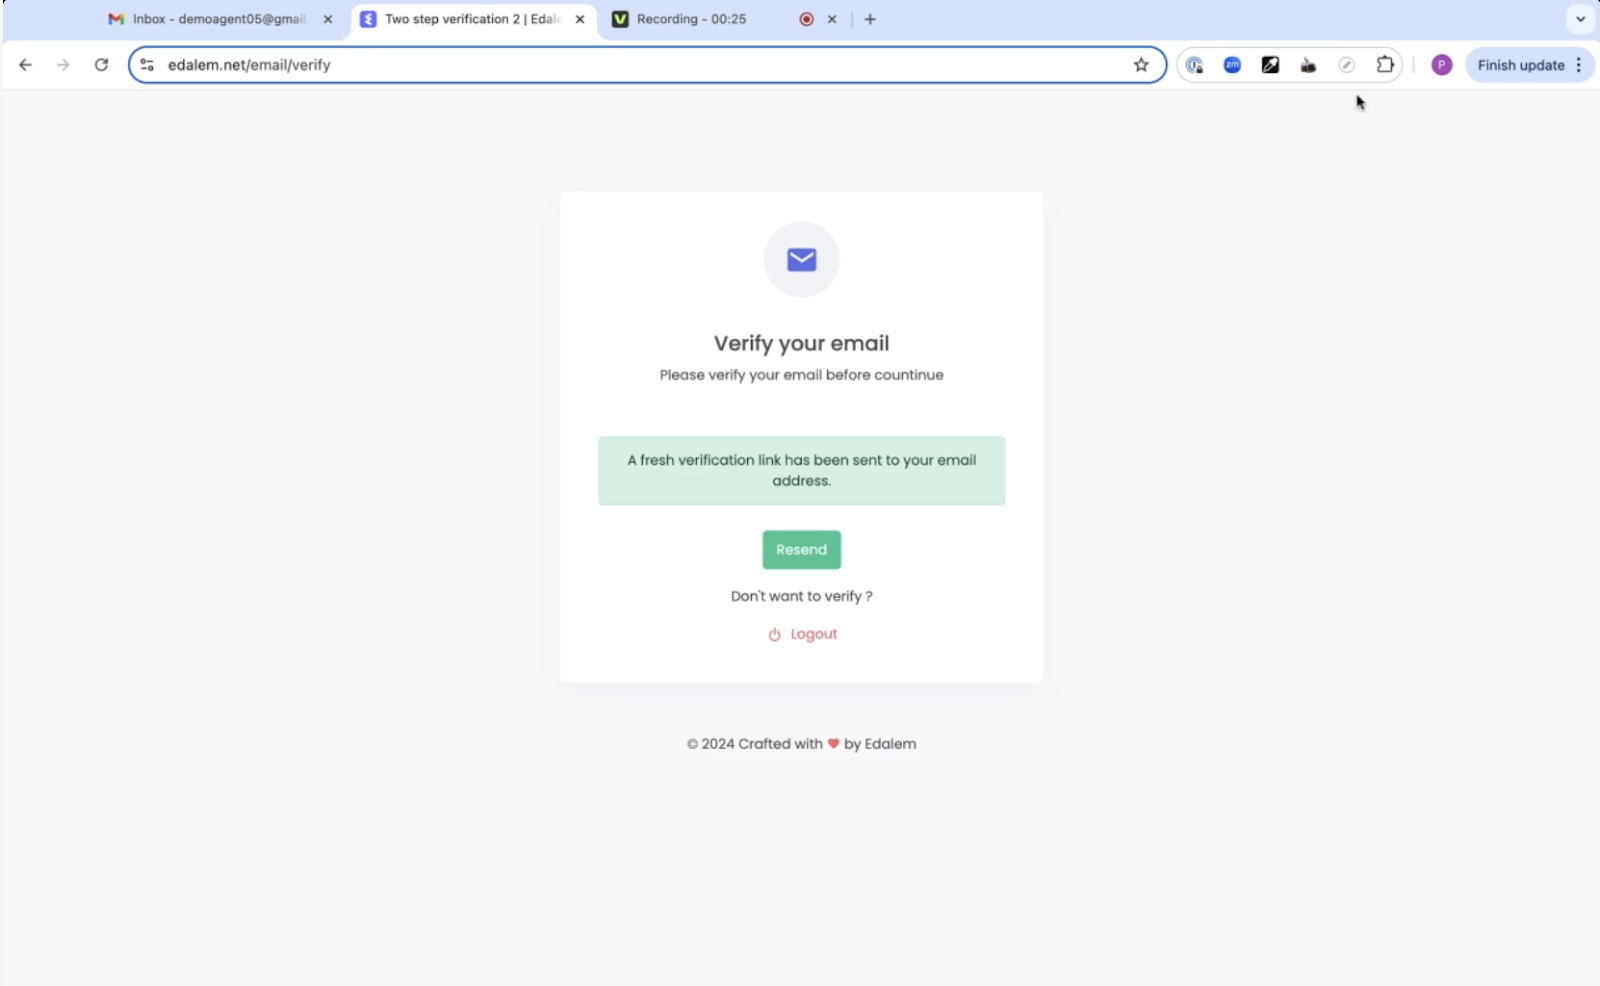 Inbox - demoagent05@gmail.
Two step verification 2 | Edale
Recording - 00:25
edalem.net/email/verify
zm
P
Finish update
Verify your email
Please verify your email before countinue
A fresh verification link has been sent to your email
address.
Resend
Don't want to verify ?
Logout
© 2024 Crafted with ❤ by Edalem